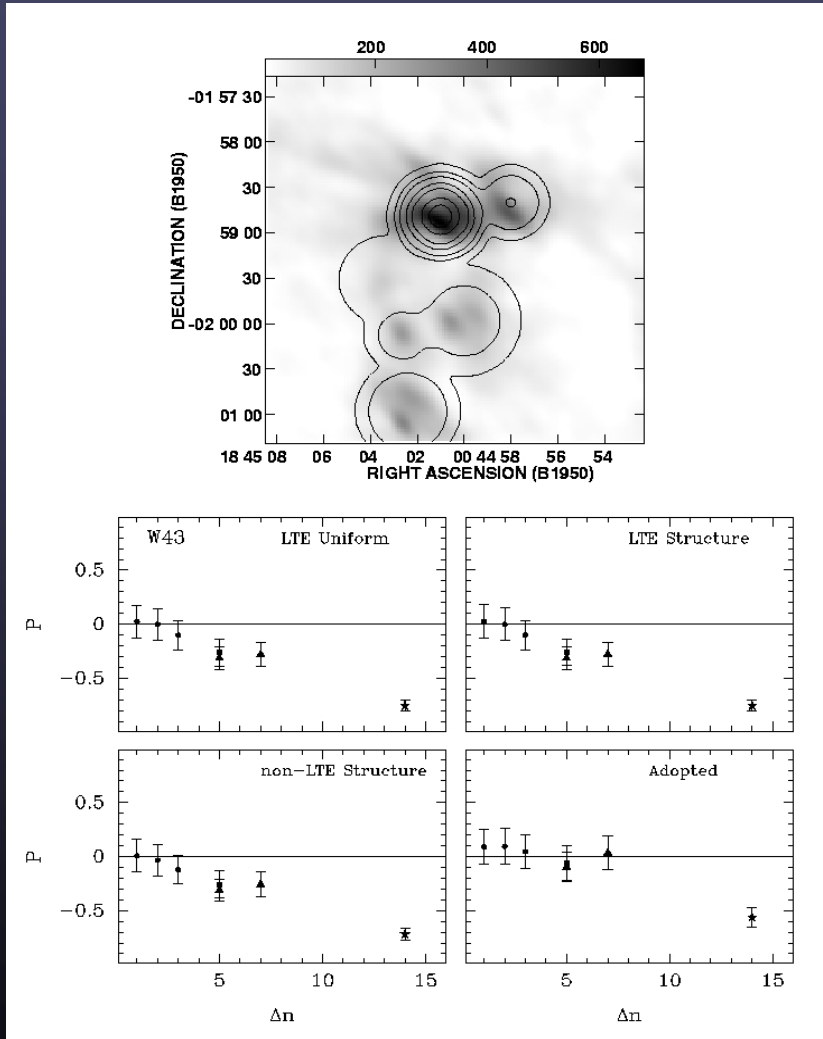 200 400 600
-01 57 30
58 00
30
59 00
30
-02 00 00
30
01 00
DECLINATION (B1950)
18 45 08 06 04 02 00 44 58 56 54
RIGHT ASCENSION (B1950)
W43 LTE Uniform
LTE Structure
0.5
0
−0.5
P
non-LTE Structure
Adopted
0.5
0
−0.5
P
5 10 15
5 10 15
Δn
Δn